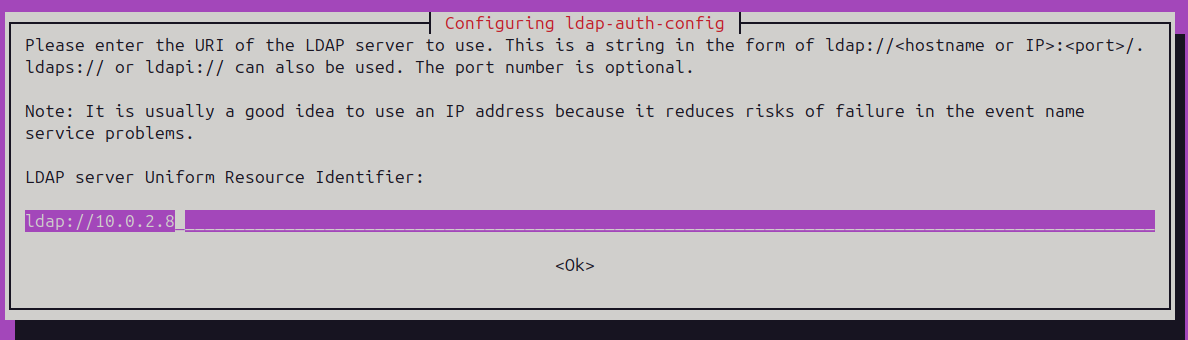 Configuring ldap-auth-config
Please enter the URI of the LDAP server to use. This is a string in the form of ldap://<hostname or IP>:<port>/.
ldaps:// or ldapi:// can also be used. The port number is optional.
Note: It is usually a good idea to use an IP address because it reduces risks of failure in the event name
service problems.
LDAP server Uniform Resource Identifier:
ldap://10.0.2.8
<Ok>